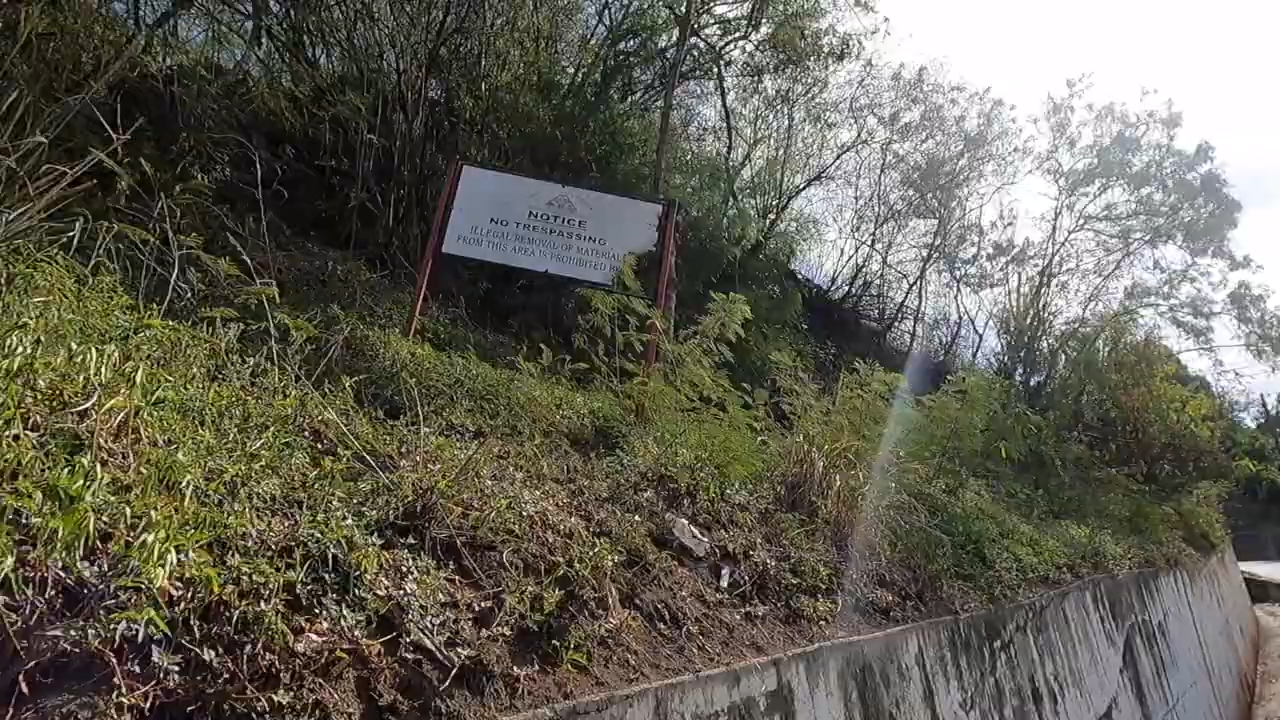 NOTICE
NO TRESPASSING
ILLEGAL REMOVAL OF MATERIAL
FROM THIS AREA IS PROHIBITED